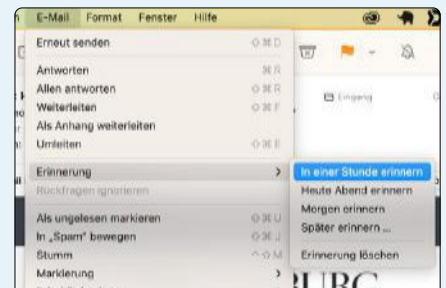 E-Mail Format Fenster Hilfe
Erneut senden ⇧⌘D
Antworten ⌘R
Allen antworten ⇧⌘R
Weiterleiten ⇧⌘F
Als Anhang weiterleiten
Umleiten ⇧⌘E
Erinnerung >
Rückfragen ignorieren
Als ungelesen markieren ⇧⌘U
In „Spam" bewegen ⇧⌘J
Stumm ^⇧M
Markierung >
Eingang
In einer Stunde erinnern
Heute Abend erinnern
Morgen erinnern
Später erinnern ...
Erinnerung löschen
BURG